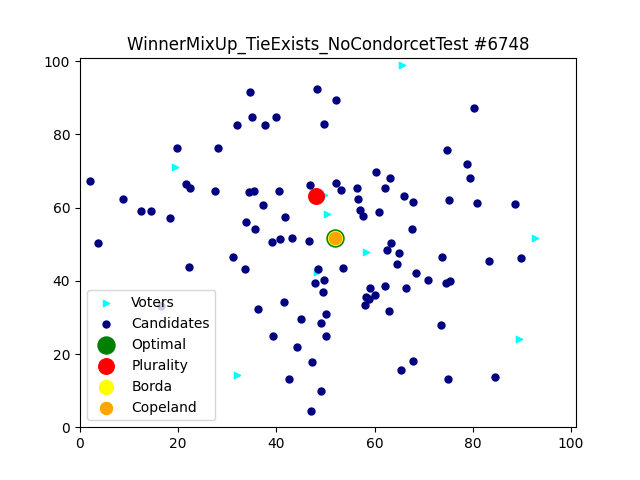 WinnerMixUp_TieExists_NoCondorcetTest #6748
100
80
60
40
20
0
Voters
Candidates
Optimal
Plurality
Borda
Copeland
0 20 40 60 80 100